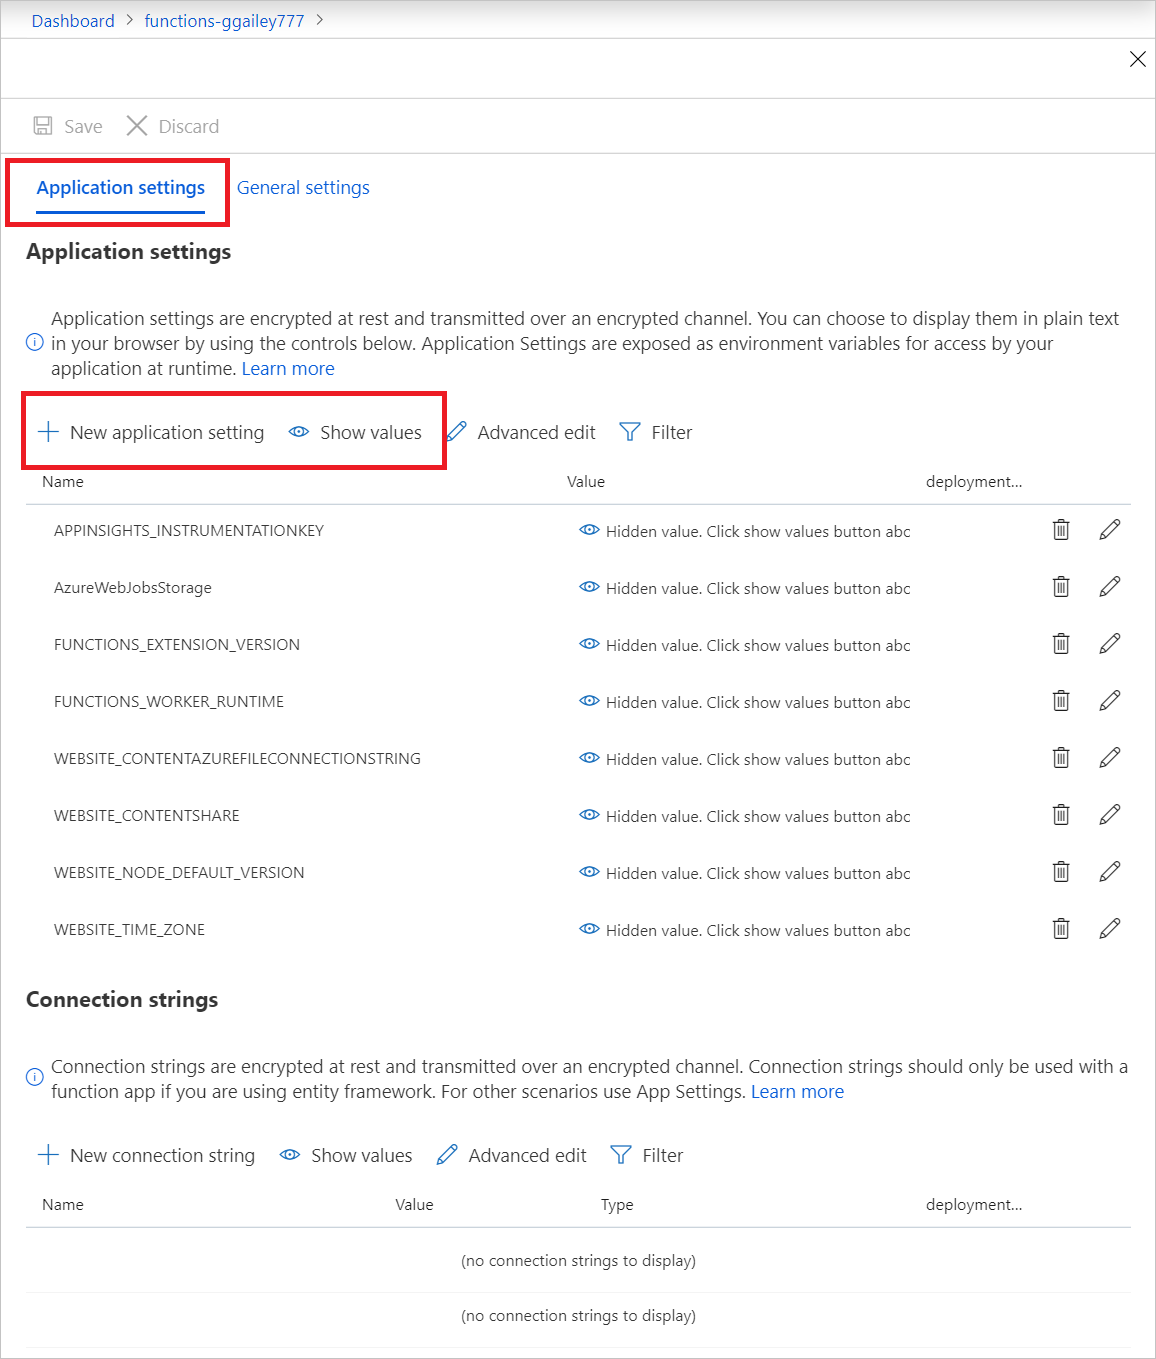 Dashboard > functions-ggailey777 >
Save Discard
Application settings General settings
Application settings
Application settings are encrypted at rest and transmitted over an encrypted channel. You can choose to display them in plain text
in your browser by using the controls below. Application Settings are exposed as environment variables for access by your
application at runtime. Learn more
New application setting Show values Advanced edit Filter
Name Value deployment...
APPINSIGHTS_INSTRUMENTATIONKEY Hidden value. Click show values button abc
AzureWebJobsStorage Hidden value. Click show values button abc
FUNCTIONS_EXTENSION_VERSION Hidden value. Click show values button abc
FUNCTIONS_WORKER_RUNTIME Hidden value. Click show values button abc
WEBSITE_CONTENTAZUREFILECONNECTIONSTRING Hidden value. Click show values button abc
WEBSITE_CONTENTSHARE Hidden value. Click show values button abc
WEBSITE_NODE_DEFAULT_VERSION Hidden value. Click show values button abc
WEBSITE_TIME_ZONE Hidden value. Click show values button abc
Connection strings
Connection strings are encrypted at rest and transmitted over an encrypted channel. Connection strings should only be used with a
function app if you are using entity framework. For other scenarios use App Settings. Learn more
New connection string Show values Advanced edit Filter
Name Value Type deployment...
(no connection strings to display)
(no connection strings to display)